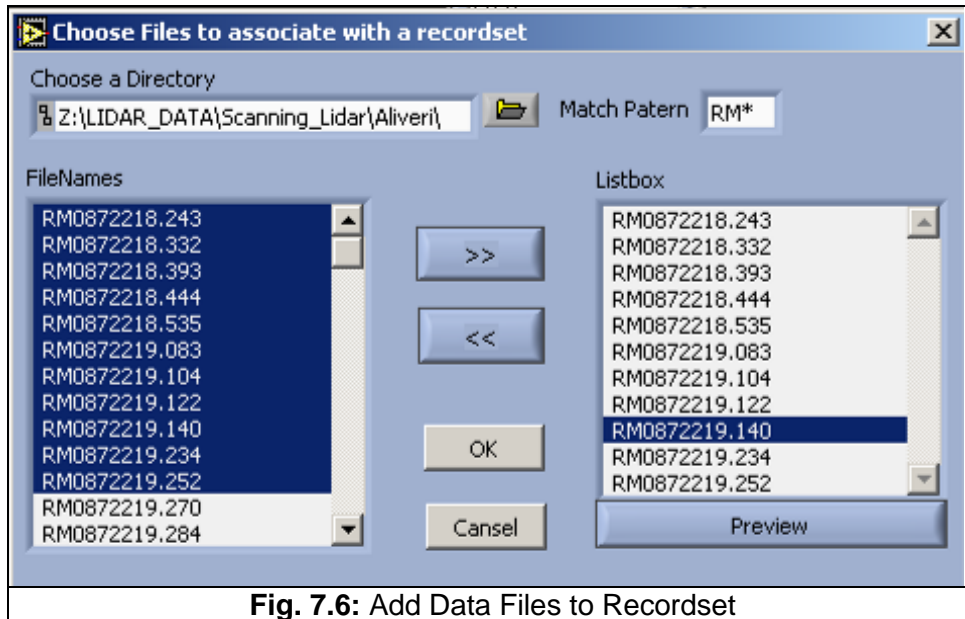 Choose Files to associate with a recordset
Choose a Directory
Z:\LIDAR_DATA\Scanning_Lidar\Aliveri\
Match Patern RM*
FileNames
RM0872218.243
RM0872218.332
RM0872218.393
RM0872218.444
RM0872218.535
RM0872219.083
RM0872219.104
RM0872219.122
RM0872219.140
RM0872219.234
RM0872219.252
RM0872219.270
RM0872219.284
>>
<<
OK
Cansel
Listbox
RM0872218.243
RM0872218.332
RM0872218.393
RM0872218.444
RM0872218.535
RM0872219.083
RM0872219.104
RM0872219.122
RM0872219.140
RM0872219.234
RM0872219.252
Preview
Fig. 7.6: Add Data Files to Recordset